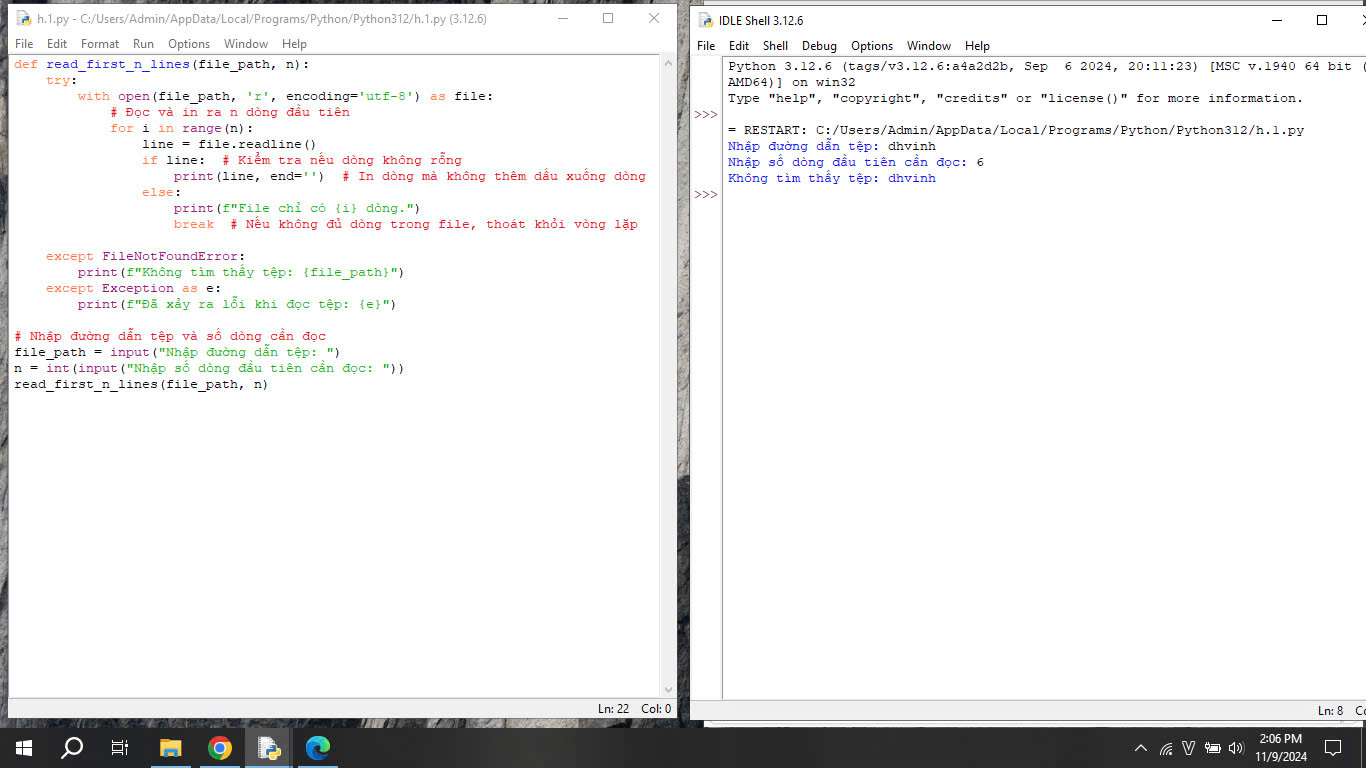 h.1.py - C:/Users/Admin/AppData/Local/Programs/Python/Python312/h.1.py (3.12.6)
File Edit Format Run Options Window Help
def read_first_n_lines(file_path, n):
    try:
        with open(file_path, 'r', encoding='utf-8') as file:
            # Đọc và in ra n dòng đầu tiên
            for i in range(n):
                line = file.readline()
                if line:  # Kiểm tra nếu dòng không rỗng
                    print(line, end='')  # In dòng mà không thêm dấu xuống dòng
                else:
                    print(f"File chỉ có {i} dòng.")
                    break  # Nếu không đủ dòng trong file, thoát khỏi vòng lặp
    except FileNotFoundError:
        print(f"Không tìm thấy tệp: {file_path}")
    except Exception as e:
        print(f"Đã xảy ra lỗi khi đọc tệp: {e}")
# Nhập đường dẫn tệp và số dòng cần đọc
file_path = input("Nhập đường dẫn tệp: ")
n = int(input("Nhập số dòng đầu tiên cần đọc: "))
read_first_n_lines(file_path, n)
Ln: 22 Col: 0
IDLE Shell 3.12.6
File Edit Shell Debug Options Window Help
Python 3.12.6 (tags/v3.12.6:a4a2d2b, Sep  6 2024, 20:11:23) [MSC v.1940 64 bit (
AMD64)] on win32
Type "help", "copyright", "credits" or "license()" for more information.
>>>
= RESTART: C:/Users/Admin/AppData/Local/Programs/Python/Python312/h.1.py
Nhập đường dẫn tệp: dhvinh
Nhập số dòng đầu tiên cần đọc: 6
Không tìm thấy tệp: dhvinh
>>>
Ln: 8 Co
2:06 PM
11/9/2024